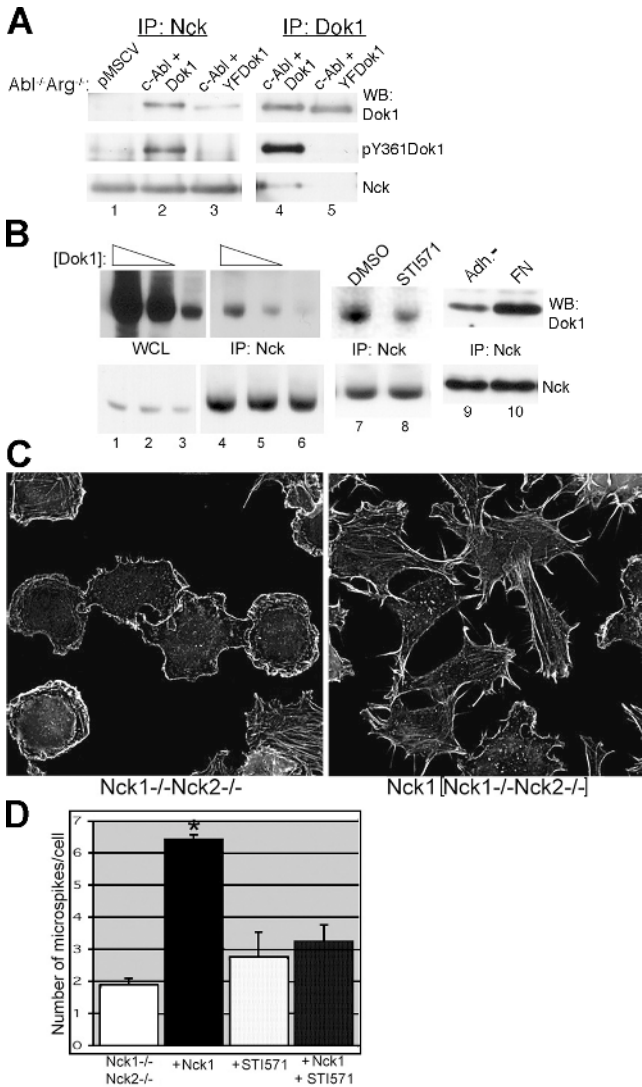 A
IP: Nck
IP: Dok1
Abl-/-Arg-/-:
pMSCV
c-Abl + Dok1
c-Abl + YFDok1
c-Abl + Dok1
c-Abl + YFDok1
WB: Dok1
pY361Dok1
Nck
1 2 3 4 5
B
[Dok1]:
DMSO
STI571
Adh.-
FN
WB: Dok1
WCL
IP: Nck
IP: Nck
IP: Nck
Nck
1 2 3 4 5 6 7 8 9 10
C
Nck1-/-Nck2-/-
Nck1[Nck1-/-Nck2-/-]
D
Number of microspikes/cell
7
6
5
4
3
2
1
0
*
Nck1-/-
Nck2-/-
+Nck1
+STI571
+Nck1
+STI571